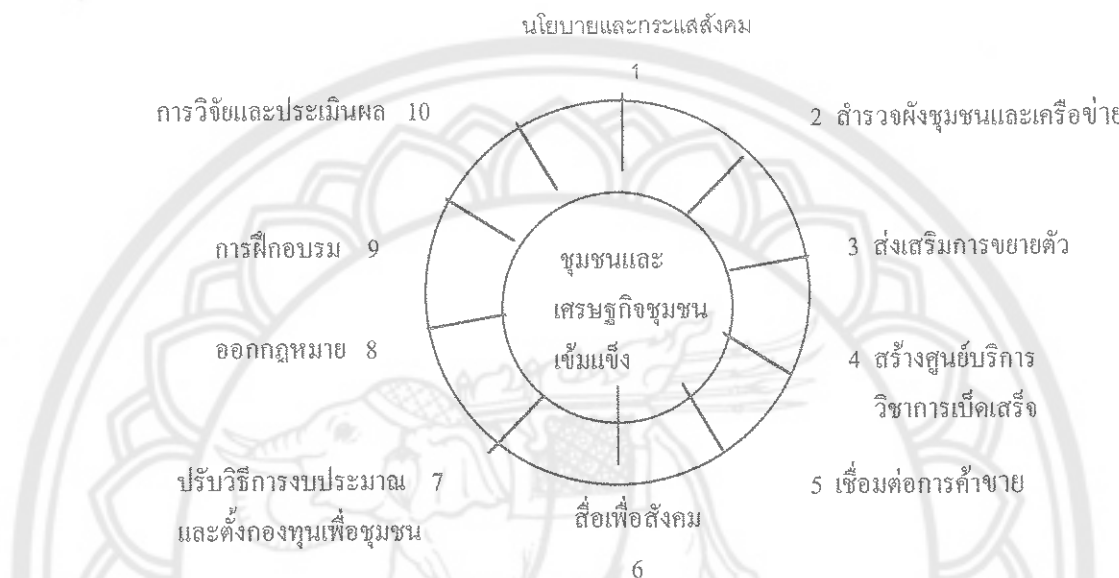 นโยบายและกระแสสังคม
1
การวิจัยและประเมินผล 10
2 สำรวจผังชุมชนและเครือข่าย
การฝึกอบรม 9
3 ส่งเสริมการขยายตัว
ชุมชนและ
เศรษฐกิจชุมชน
เข้มแข็ง
ออกกฎหมาย 8
4 สร้างศูนย์บริการ
วิชาการเบ็ดเสร็จ
ปรับวิธีการงบประมาณ 7
และตั้งกองทุนเพื่อชุมชน
5 เชื่อมต่อการค้าขาย
สื่อเพื่อสังคม
6